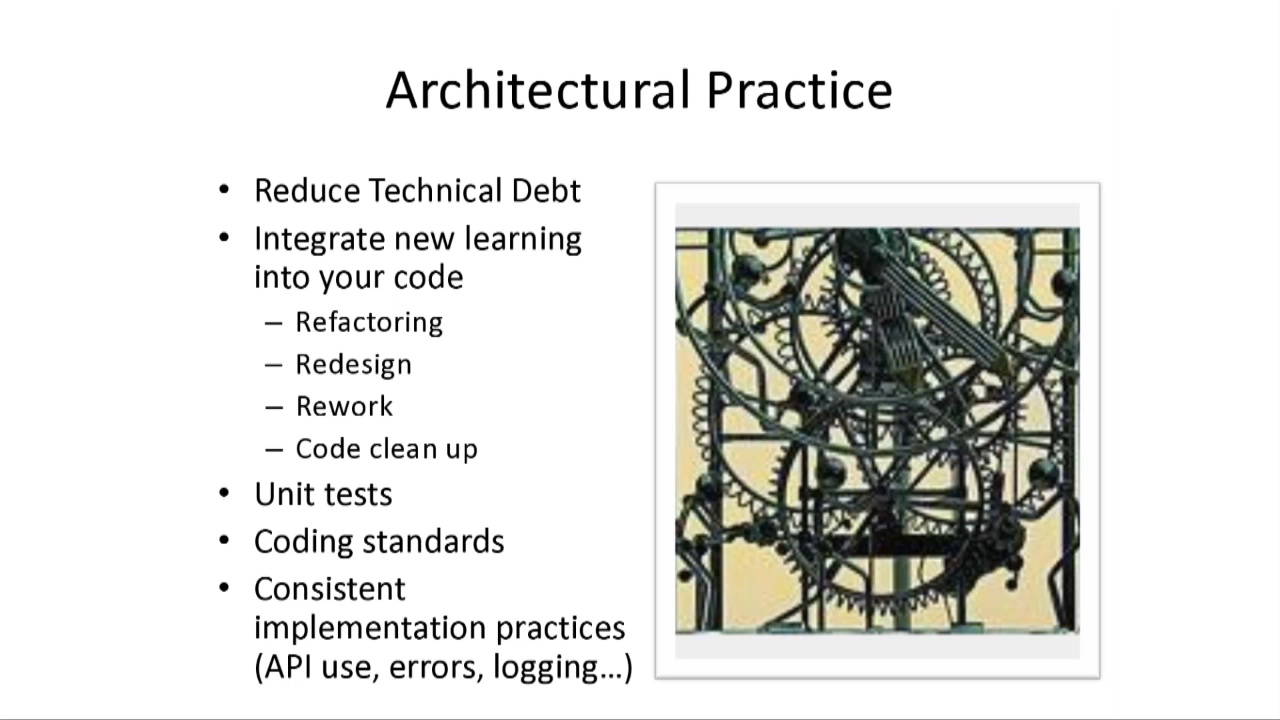 Architectural Practice
• Reduce Technical Debt
• Integrate new learning
into your code
– Refactoring
– Redesign
– Rework
– Code clean up
• Unit tests
• Coding standards
• Consistent
implementation practices
(API use, errors, logging...)